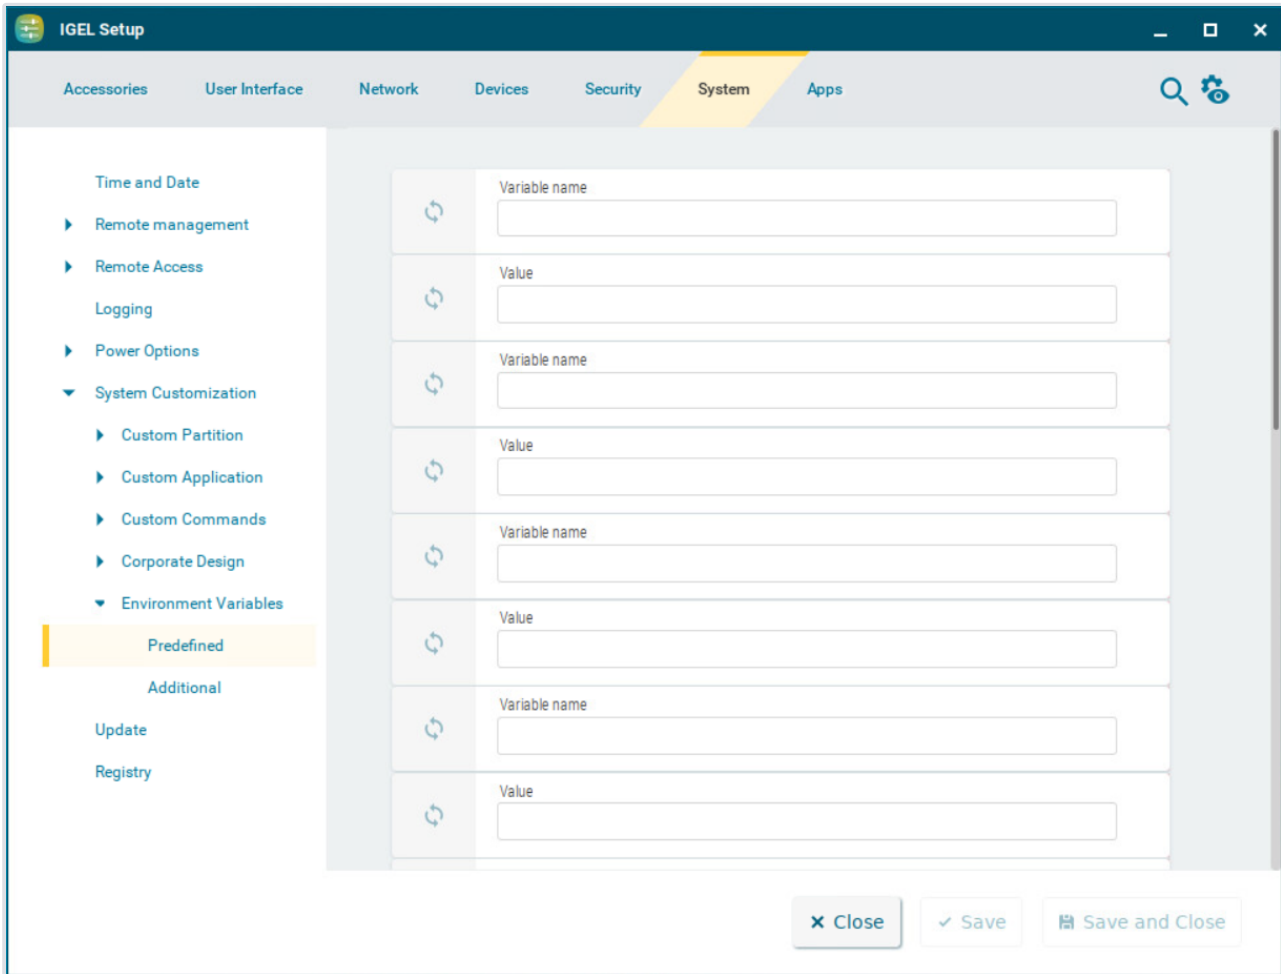 IGEL Setup
Accessories User Interface Network Devices Security System Apps
Time and Date
Remote management
Remote Access
Logging
Power Options
System Customization
Custom Partition
Custom Application
Custom Commands
Corporate Design
Environment Variables
Predefined
Additional
Update
Registry
Variable name
Value
Variable name
Value
Variable name
Value
Variable name
Value
Close Save Save and Close